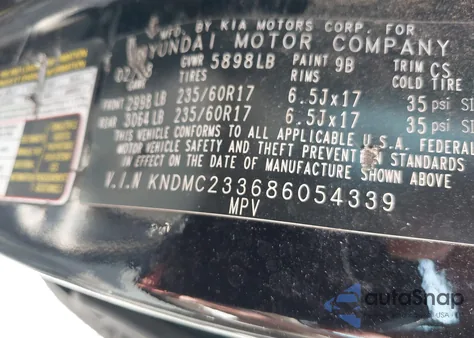 MFG. BY KIA MOTORS CORP. FOR
HYUNDAI MOTOR COMPANY
GVWR 5898LB PAINT 9B TRIM CS
TIRES RIMS COLD TIRE
FRONT 2998LB 235/60R17 6.5Jx17 35 psi
REAR 3064LB 235/60R17 6.5Jx17 35 psi
THIS VEHICLE CONFORMS TO ALL APPLICABLE U.S.A. FEDERAL
MOTOR VEHICLE SAFETY AND THEFT PREVENTION STANDARDS
IN EFFECT ON THE DATE OF MANUFACTURE SHOWN ABOVE
V.I.N KNDMC233686054339
MPV
autoSnap